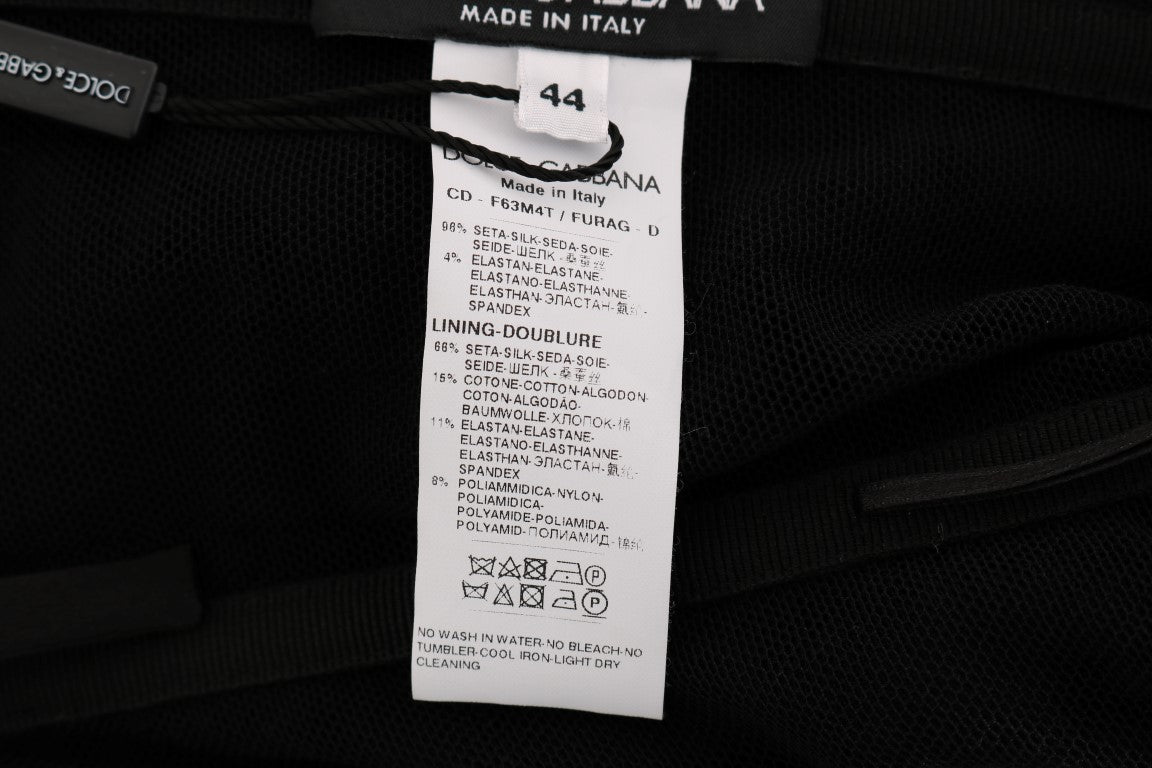 GABBANA
MADE IN ITALY
DOLCE & GABB
44
DOLCE GABBANA
Made in Italy
CD - F63M4T / FURAG - D
96% SETA-SILK-SEDA-SOIE-
SEIDE-ШЕЛК-桑蚕丝
4% ELASTAN-ELASTANE-
ELASTANO-ELASTHANNE
ELASTHAN-ЭЛАСТАН-氨纶-
SPANDEX
LINING-DOUBLURE
66% SETA-SILK-SEDA-SOIE-
SEIDE-ШЕЛК-桑蚕丝
15% COTONE-COTTON-ALGODON-
COTON-ALGODÃO-
BAUMWOLLE-ХЛОПОК-棉
11% ELASTAN-ELASTANE-
ELASTANO-ELASTHANNE-
ELASTHAN-ЭЛАСТАН-氨纶-
SPANDEX
8% POLIAMMIDICA-NYLON-
POLIAMIDICA-
POLYAMIDE-POLIAMIDA-
POLYAMID-ПОЛИАМИД-锦纶
P
P
NO WASH IN WATER-NO BLEACH-NO
TUMBLER-COOL IRON-LIGHT DRY
CLEANING